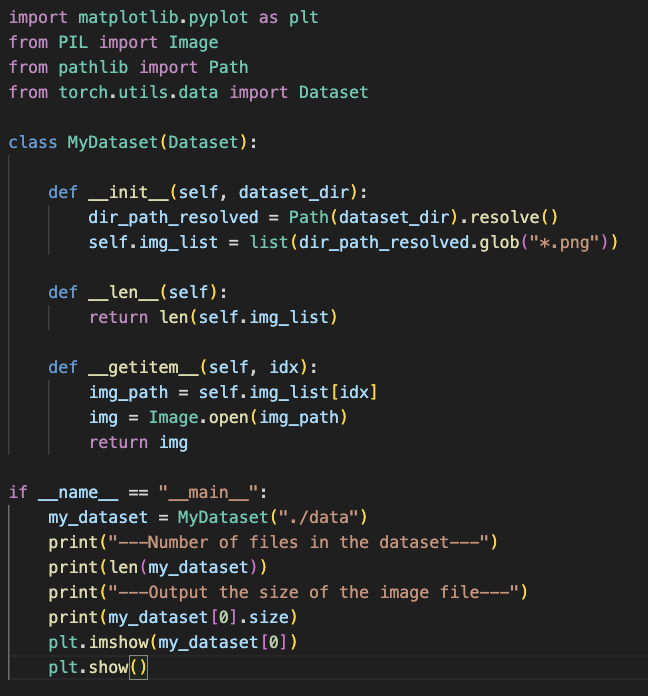 import matplotlib.pyplot as plt
from PIL import Image
from pathlib import Path
from torch.utils.data import Dataset

class MyDataset(Dataset):

    def __init__(self, dataset_dir):
        dir_path_resolved = Path(dataset_dir).resolve()
        self.img_list = list(dir_path_resolved.glob("*.png"))

    def __len__(self):
        return len(self.img_list)

    def __getitem__(self, idx):
        img_path = self.img_list[idx]
        img = Image.open(img_path)
        return img

if __name__ == "__main__":
    my_dataset = MyDataset("./data")
    print("---Number of files in the dataset---")
    print(len(my_dataset))
    print("---Output the size of the image file---")
    print(my_dataset[0].size)
    plt.imshow(my_dataset[0])
    plt.show()